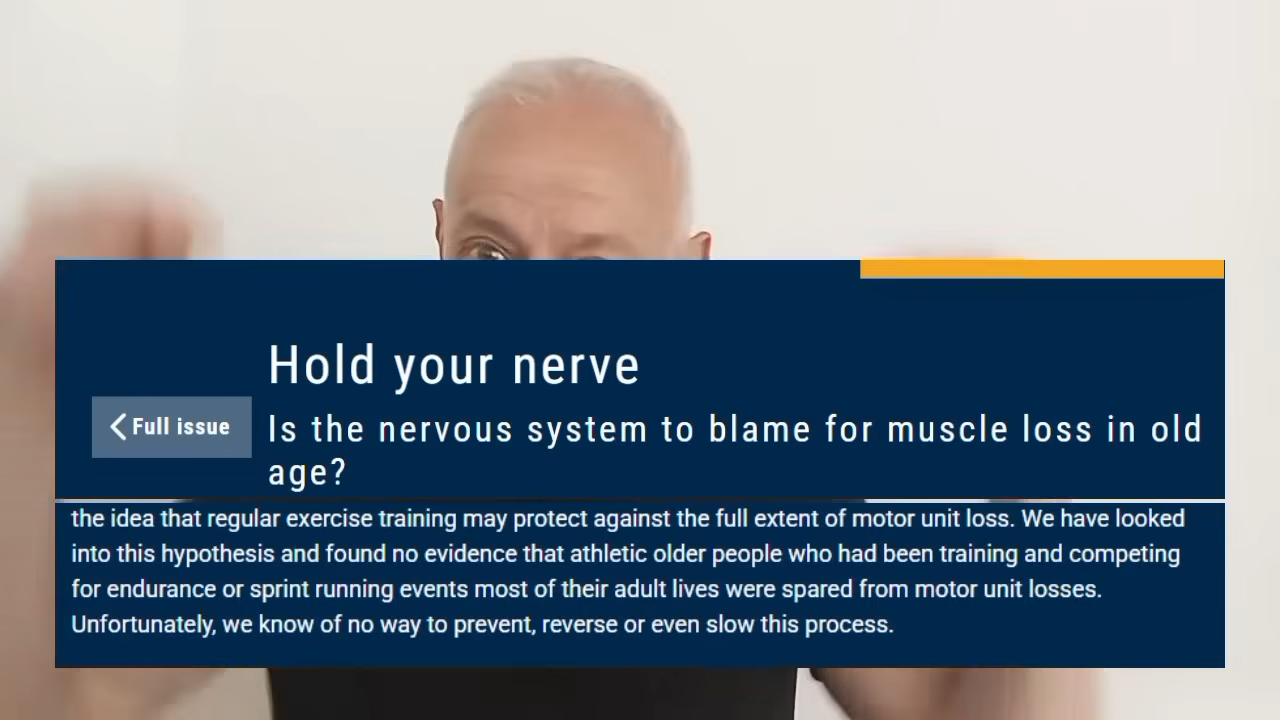 Hold your nerve
Full issue
Is the nervous system to blame for muscle loss in old
age?
the idea that regular exercise training may protect against the full extent of motor unit loss. We have looked
into this hypothesis and found no evidence that athletic older people who had been training and competing
for endurance or sprint running events most of their adult lives were spared from motor unit losses.
Unfortunately, we know of no way to prevent, reverse or even slow this process.